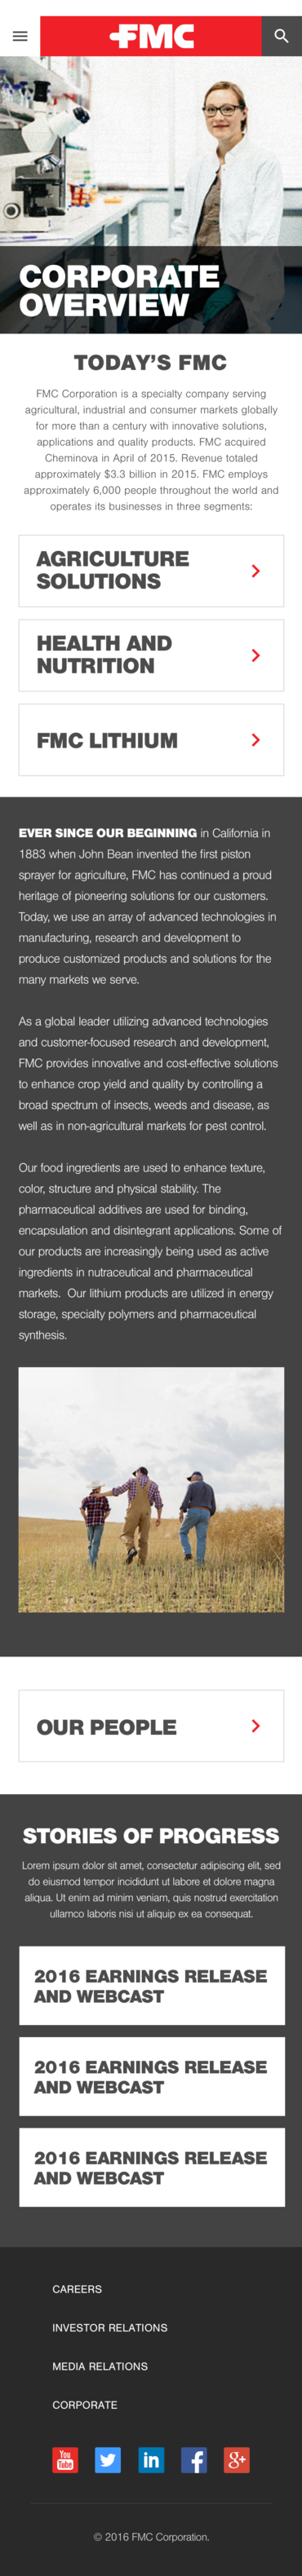 FMC
CORPORATE
OVERVIEW
TODAY'S FMC
FMC Corporation is a specialty company serving
agricultural, industrial and consumer markets globally
for more than a century with innovative solutions,
applications and quality products. FMC acquired
Cheminova in April of 2015. Revenue totaled
approximately $3.3 billion in 2015. FMC employs
approximately 6,000 people throughout the world and
operates its businesses in three segments:
AGRICULTURE
SOLUTIONS
HEALTH AND
NUTRITION
FMC LITHIUM
EVER SINCE OUR BEGINNING in California in
1883 when John Bean invented the first piston
sprayer for agriculture, FMC has continued a proud
heritage of pioneering solutions for our customers.
Today, we use an array of advanced technologies in
manufacturing, research and development to
produce customized products and solutions for the
many markets we serve.
As a global leader utilizing advanced technologies
and customer-focused research and development,
FMC provides innovative and cost-effective solutions
to enhance crop yield and quality by controlling a
broad spectrum of insects, weeds and disease, as
well as in non-agricultural markets for pest control.
Our food ingredients are used to enhance texture,
color, structure and physical stability. The
pharmaceutical additives are used for binding,
encapsulation and disintegrant applications. Some of
our products are increasingly being used as active
ingredients in nutraceutical and pharmaceutical
markets. Our lithium products are utilized in energy
storage, specialty polymers and pharmaceutical
synthesis.
OUR PEOPLE
STORIES OF PROGRESS
Lorem ipsum dolor sit amet, consectetur adipiscing elit, sed
do eiusmod tempor incididunt ut labore et dolore magna
aliqua. Ut enim ad minim veniam, quis nostrud exercitation
ullamco laboris nisi ut aliquip ex ea consequat.
2016 EARNINGS RELEASE
AND WEBCAST
2016 EARNINGS RELEASE
AND WEBCAST
2016 EARNINGS RELEASE
AND WEBCAST
CAREERS
INVESTOR RELATIONS
MEDIA RELATIONS
CORPORATE
You
Tube
in
f
g+
© 2016 FMC Corporation.